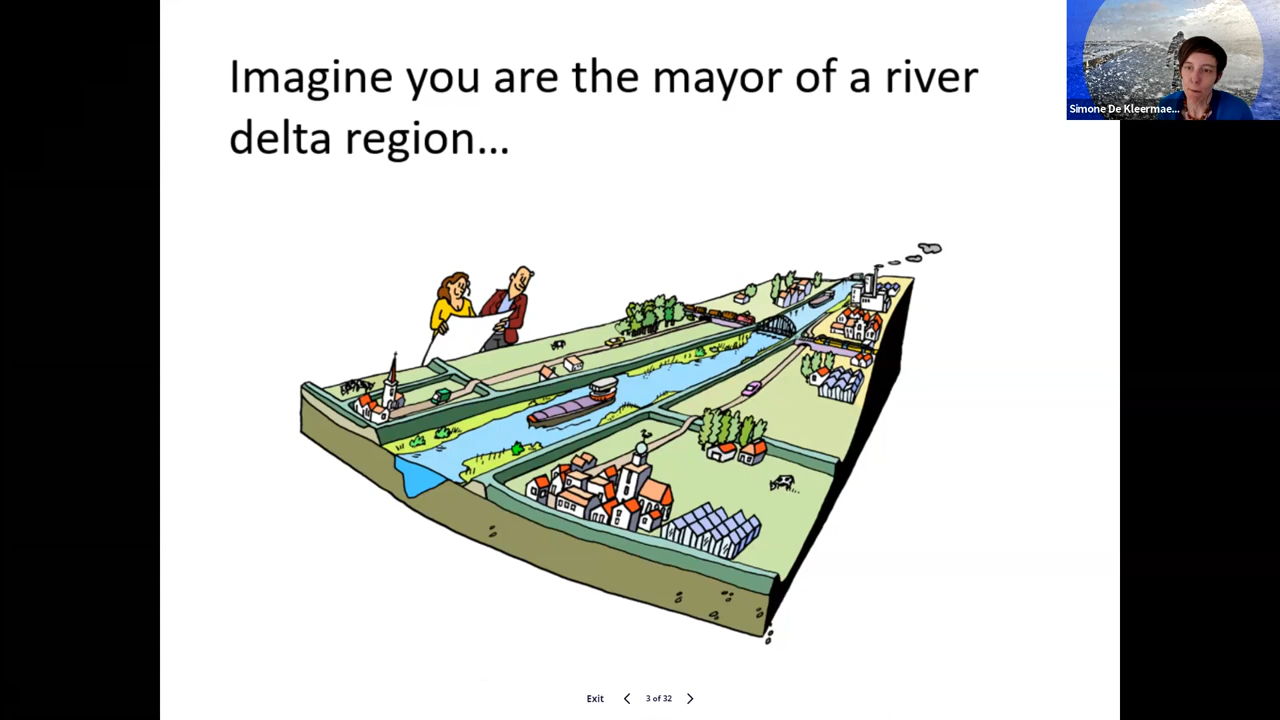 Imagine you are the mayor of a river
delta region...
Simone De Kleermae...
Exit
3 of 32